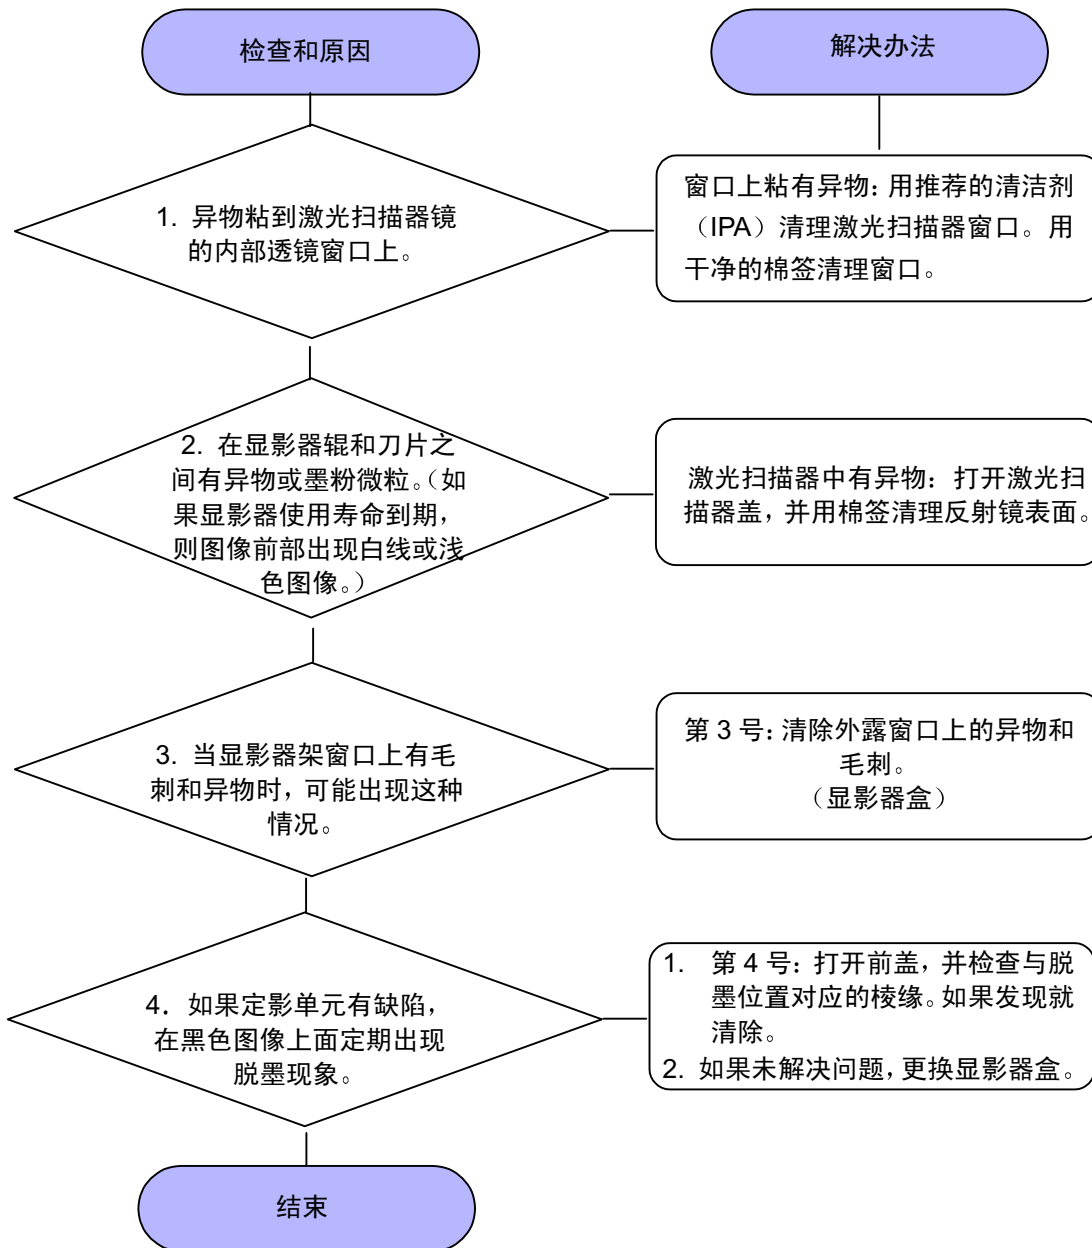 检查和原因
解决办法
1. 异物粘到激光扫描器镜
的内部透镜窗口上。
窗口上粘有异物：用推荐的清洁剂
（IPA）清理激光扫描器窗口。用
干净的棉签清理窗口。
2. 在显影器辊和刀片之
间有异物或墨粉微粒。（如
果显影器使用寿命到期，
则图像前部出现白线或浅
色图像。）
激光扫描器中有异物：打开激光扫
描器盖，并用棉签清理反射镜表面。
3. 当显影器架窗口上有毛
刺和异物时，可能出现这种
情况。
第 3 号：清除外露窗口上的异物和
毛刺。
（显影器盒）
4. 如果定影单元有缺陷，
在黑色图像上面定期出现
脱墨现象。
1. 第 4 号：打开前盖，并检查与脱
墨位置对应的棱缘。如果发现就
清除。
2. 如果未解决问题，更换显影器盒。
结束